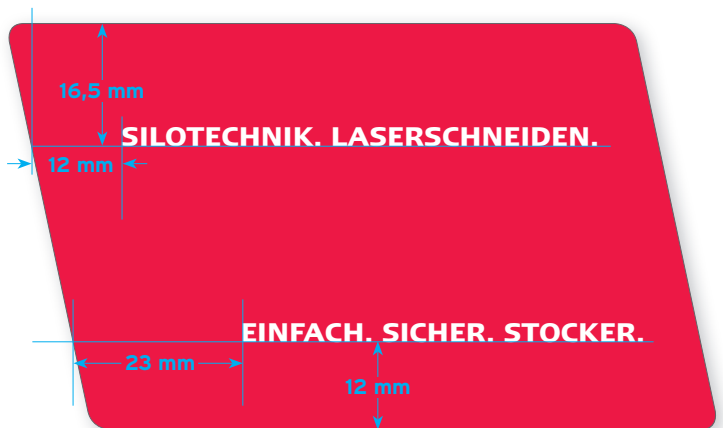 16,5 mm
SILOTECHNIK. LASERSCHNEIDEN.
12 mm
EINFACH. SICHER. STOCKER.
23 mm
12 mm